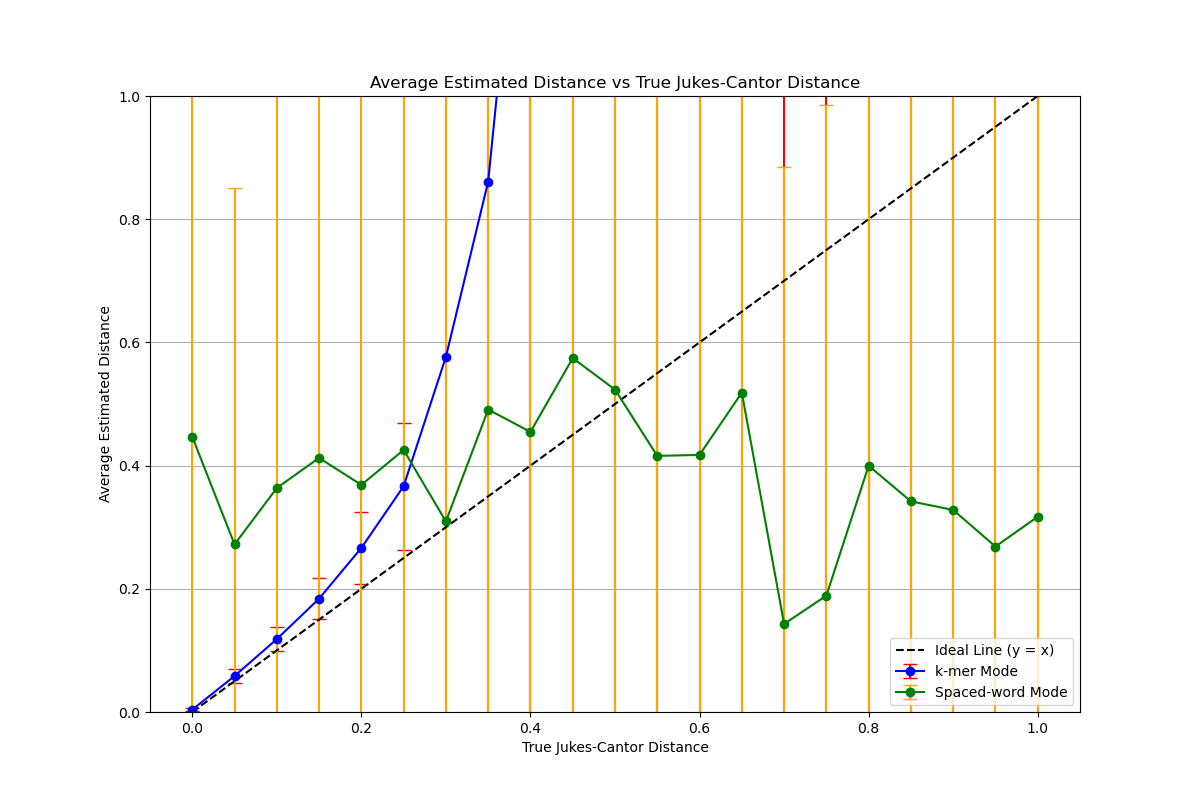 Average Estimated Distance vs True Jukes-Cantor Distance
1.0
0.8
0.6
0.4
0.2
0.0
Average Estimated Distance
Ideal Line (y = x)
k-mer Mode
Spaced-word Mode
0.0 0.2 0.4 0.6 0.8 1.0
True Jukes-Cantor Distance